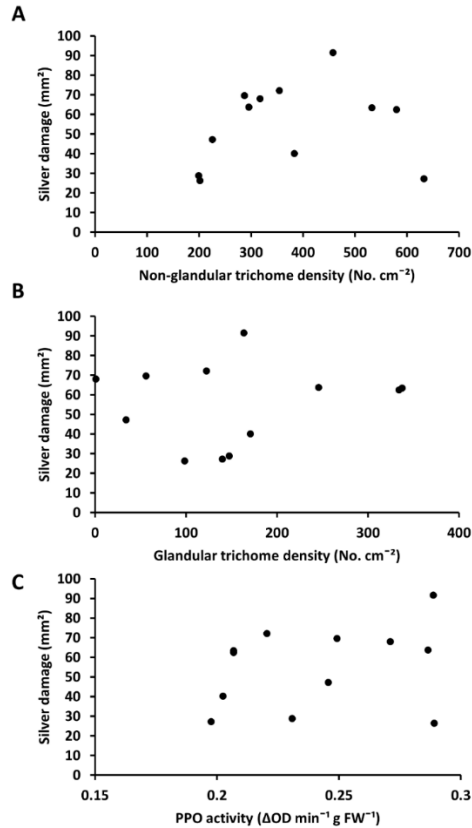 A
100
90
80
70
60
50
40
30
20
10
0
Silver damage (mm²)
0 100 200 300 400 500 600 700
Non-glandular trichome density (No. cm⁻²)
B
100
90
80
70
60
50
40
30
20
10
0
Silver damage (mm²)
0 100 200 300 400
Glandular trichome density (No. cm⁻²)
C
100
90
80
70
60
50
40
30
20
10
0
Silver damage (mm²)
0.15 0.2 0.25 0.3
PPO activity (ΔOD min⁻¹ g FW⁻¹)